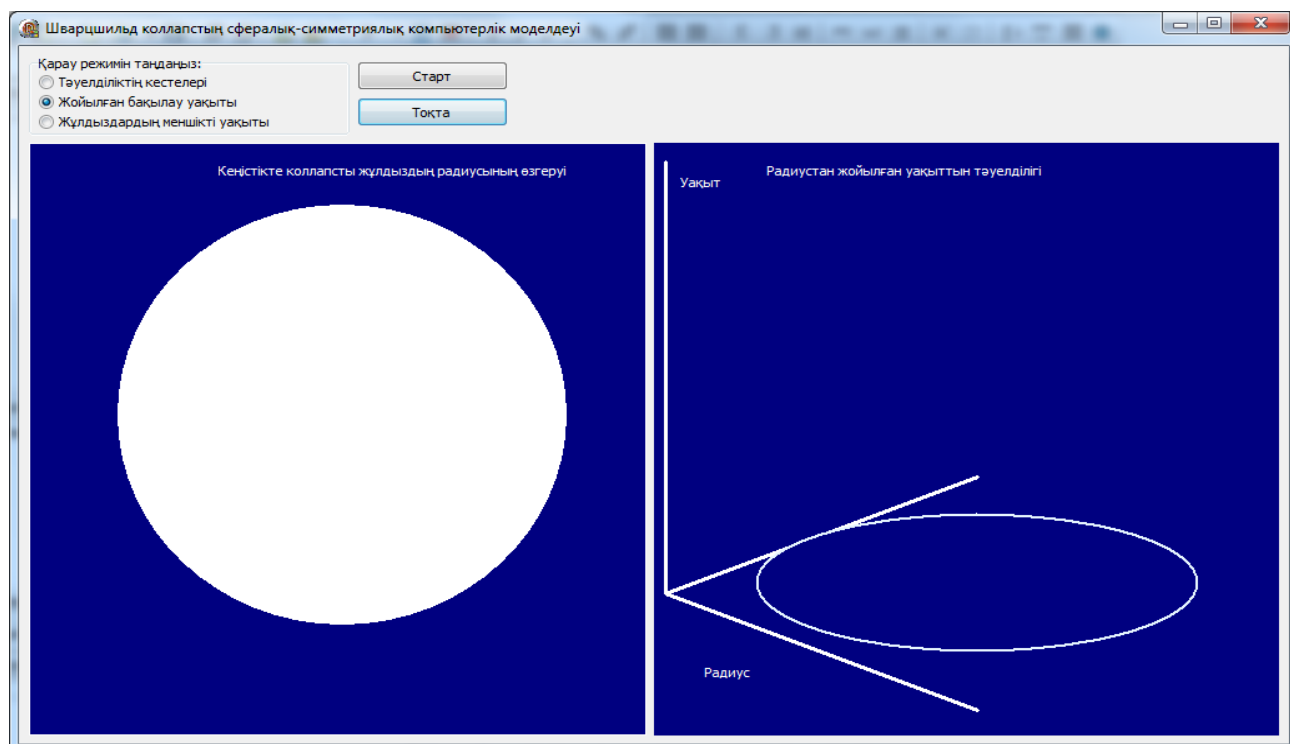 Шварцшильд коллапстың сфералық-симметриялық компьютерлік моделдеуі
Қарау режимін таңдаңыз:
Тәуелділіктің кестелері
Жойылған бақылау уақыты
Жұлдыздардың меншікті уақыты
Старт
Тоқта
Кеңістікте коллапсты жұлдыздың радиусының өзгеруі
Уақыт
Радиустан жойылған уақыттын тәуелділігі
Радиус